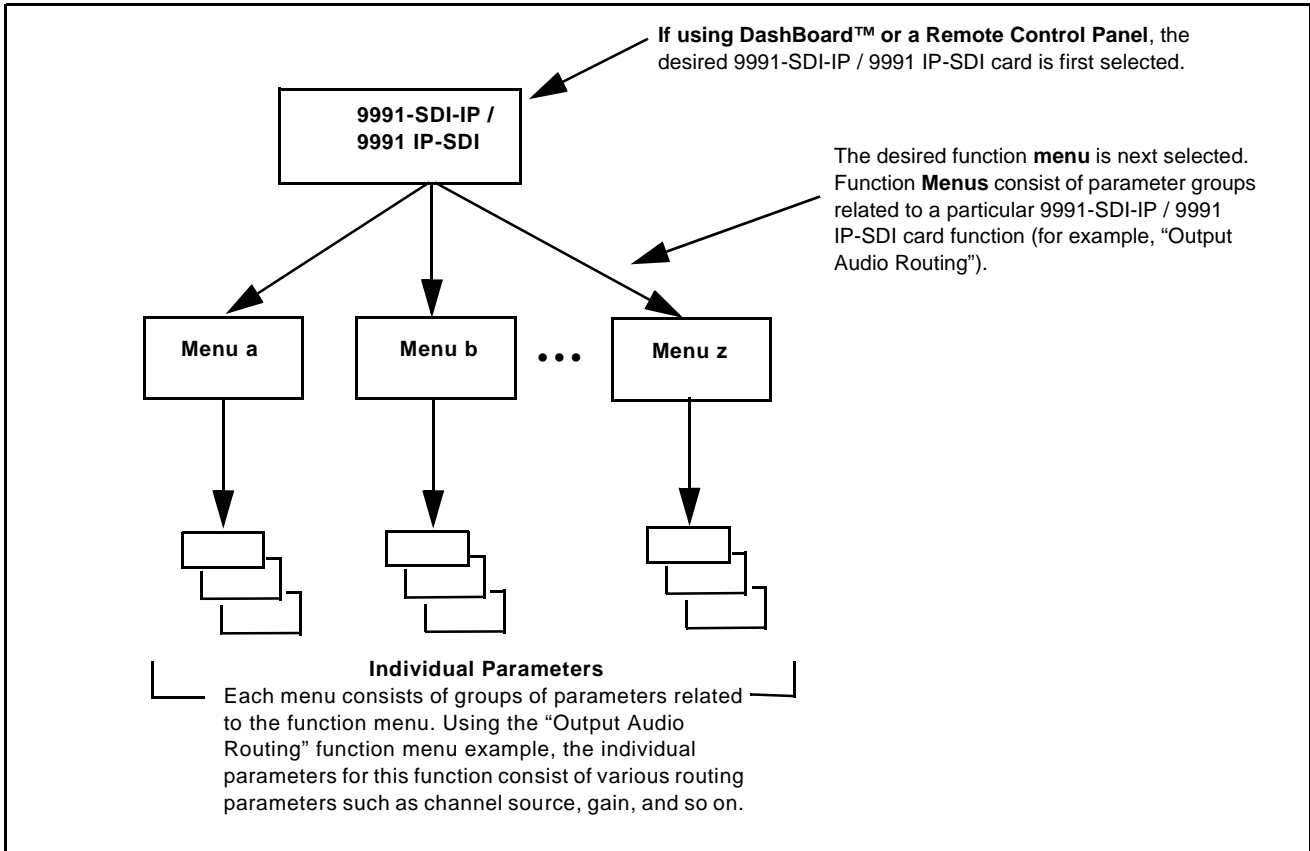 If using DashBoard™ or a Remote Control Panel, the
desired 9991-SDI-IP / 9991 IP-SDI card is first selected.
9991-SDI-IP /
9991 IP-SDI
The desired function menu is next selected.
Function Menus consist of parameter groups
related to a particular 9991-SDI-IP / 9991
IP-SDI card function (for example, “Output
Audio Routing”).
Menu a
Menu b
•••
Menu z
Individual Parameters
Each menu consists of groups of parameters related
to the function menu. Using the “Output Audio
Routing” function menu example, the individual
parameters for this function consist of various routing
parameters such as channel source, gain, and so on.